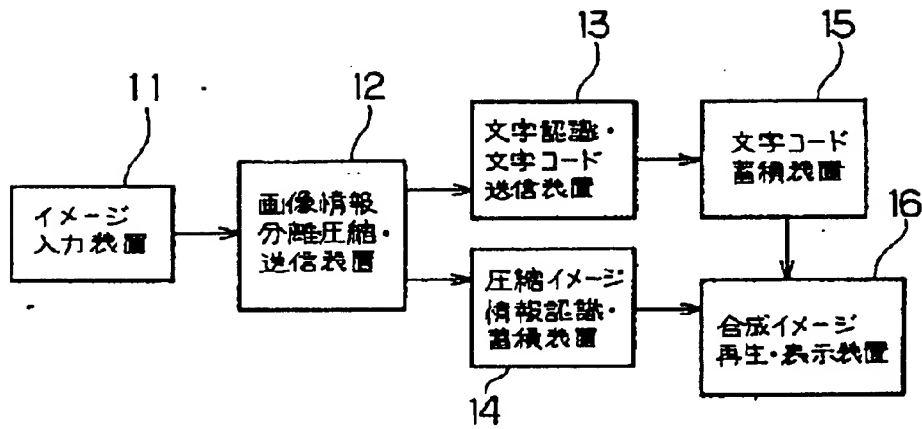 11
イメージ
入力装置
12
画像情報
分離圧縮・
送信装置
13
文字認識・
文字コード
送信装置
14
圧縮イメージ
情報認識・
蓄積装置
15
文字コード
蓄積装置
16
合成イメージ
再生・表示装置